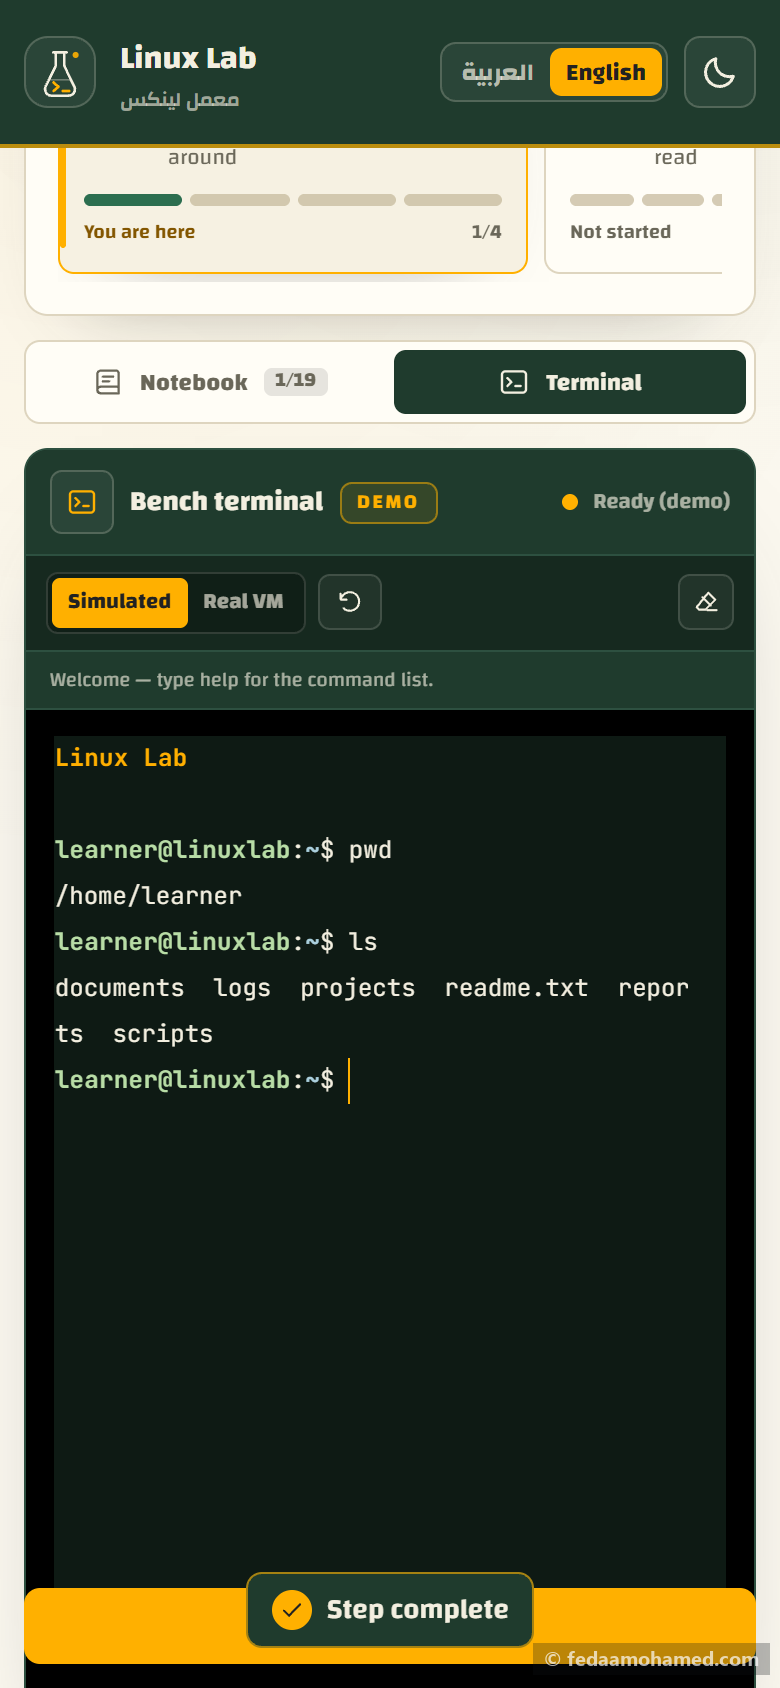 Linux Lab
معمل لينكس
العربية
English
around
read
You are here
1/4
Not started
Notebook
1/19
Terminal
Bench terminal
DEMO
Ready (demo)
Simulated
Real VM
Welcome — type help for the command list.
Linux Lab
learner@linuxlab:~$ pwd
/home/learner
learner@linuxlab:~$ ls
documents  logs  projects  readme.txt  repor
ts  scripts
learner@linuxlab:~$
Step complete
© fedaamohamed.com